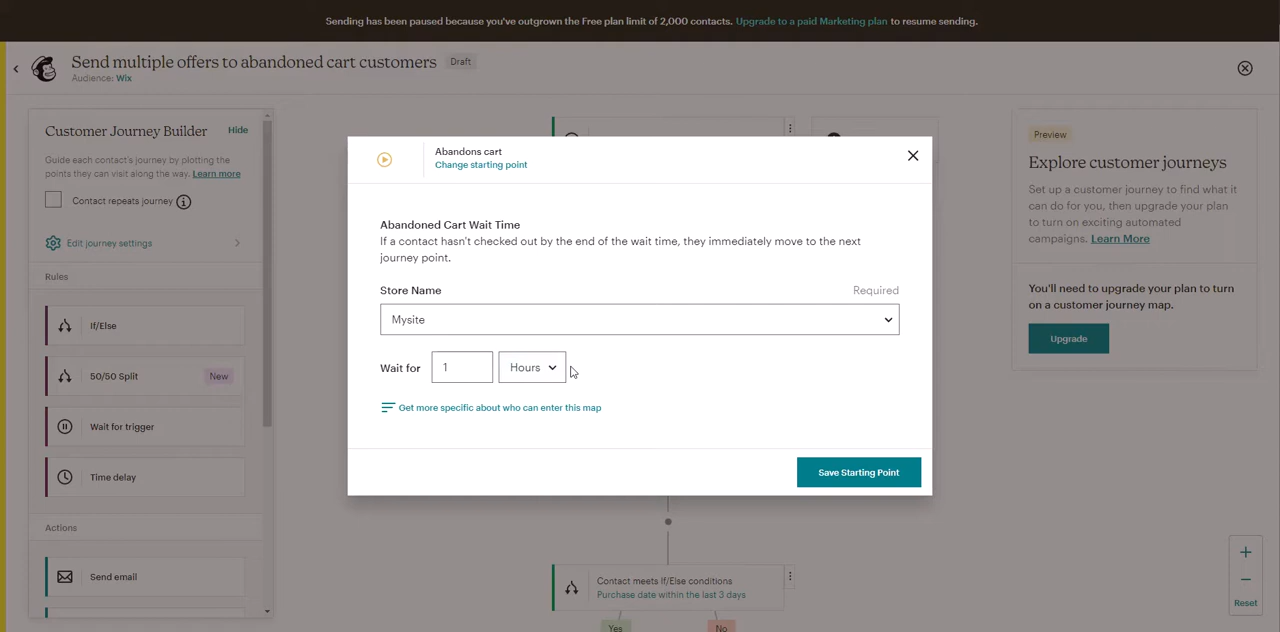 Sending has been paused because you've outgrown the Free plan limit of 2,000 contacts. Upgrade to a paid Marketing plan to resume sending.
Send multiple offers to abandoned cart customers Draft
Audience: Wix
Customer Journey Builder Hide
Guide each contact's journey by plotting the
points they can visit along the way. Learn more
Contact repeats journey
Edit journey settings
Rules
If/Else
50/50 Split New
Wait for trigger
Time delay
Actions
Send email
Abandons cart
Change starting point
Abandoned Cart Wait Time
If a contact hasn't checked out by the end of the wait time, they immediately move to the next
journey point.
Store Name Required
Mysite
Wait for 1 Hours
Get more specific about who can enter this map
Save Starting Point
Contact meets If/Else conditions
Purchase date within the last 3 days
Yes No
Preview
Explore customer journeys
Set up a customer journey to find what it
can do for you, then upgrade your plan
to turn on exciting automated
campaigns. Learn More
You'll need to upgrade your plan to turn
on a customer journey map.
Upgrade
Reset